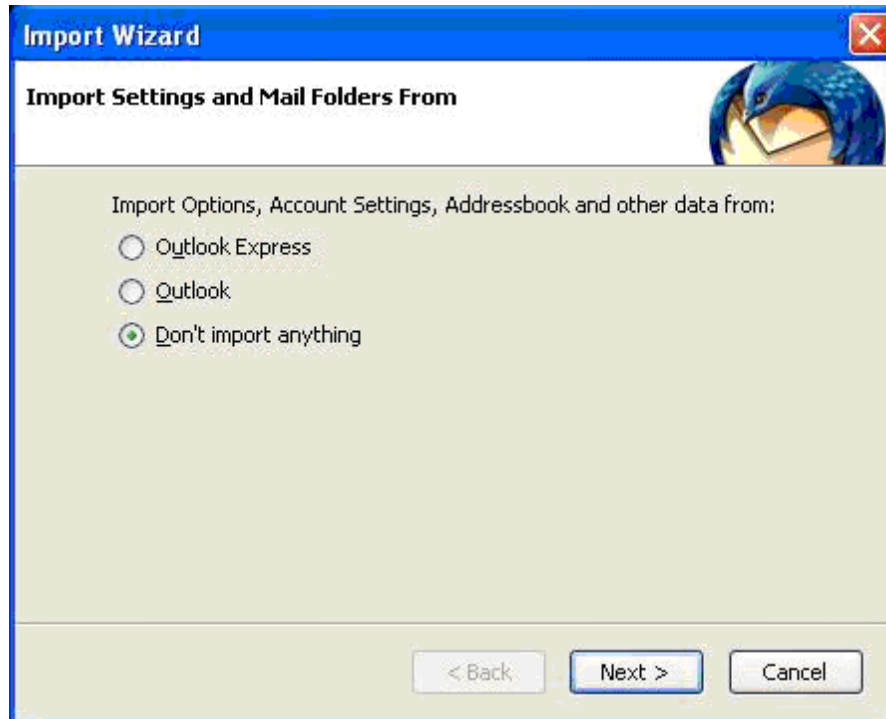 Import Wizard
Import Settings and Mail Folders From
Import Options, Account Settings, Addressbook and other data from:
Outlook Express
Outlook
Don't import anything
< Back Next > Cancel